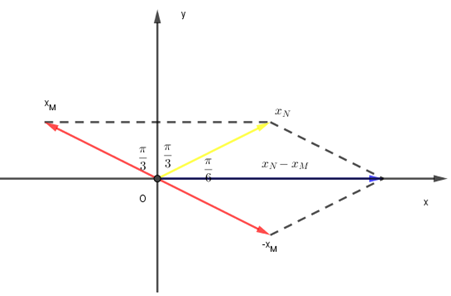 y
x_M
x_N
π/3
π/3
π/6
x_N − x_M
O
x
-x_M